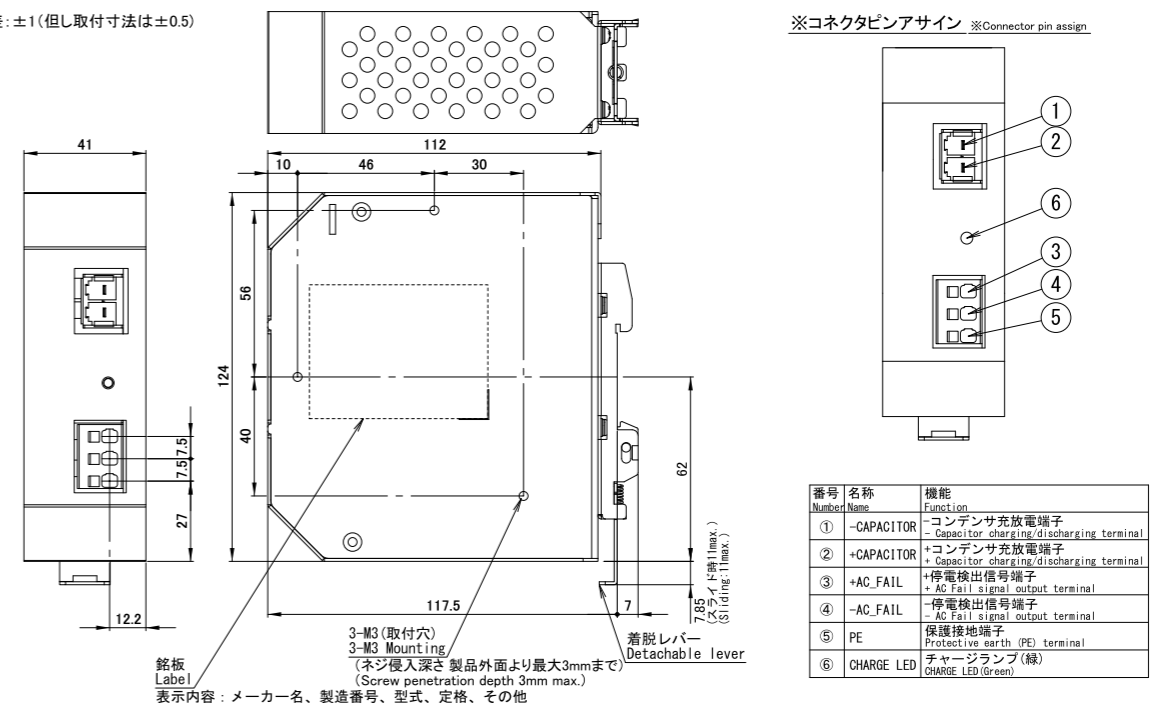 :±1(但し取付寸法は±0.5)
※コネクタピンアサイン ※Connector pin assign
41
112
10
46
30
56
124
40
62
7.5
7.5
27
12.2
117.5
7
7.85
(スライド時11max.)
(Sliding:11max.)
3-M3(取付穴)
3-M3 Mounting
(ネジ侵入深さ 製品外面より最大3mmまで)
(Screw penetration depth 3mm max.)
着脱レバー
Detachable lever
銘板
Label
表示内容:メーカー名、製造番号、型式、定格、その他
1
2
6
3
4
5
番号 名称 機能
Number Name Function
① -CAPACITOR -コンデンサ充放電端子
- Capacitor charging/discharging terminal
② +CAPACITOR +コンデンサ充放電端子
+ Capacitor charging/discharging terminal
③ +AC_FAIL +停電検出信号端子
+ AC Fail signal output terminal
④ -AC_FAIL -停電検出信号端子
- AC Fail signal output terminal
⑤ PE 保護接地端子
Protective earth (PE) terminal
⑥ CHARGE LED チャージランプ(緑)
CHARGE LED(Green)